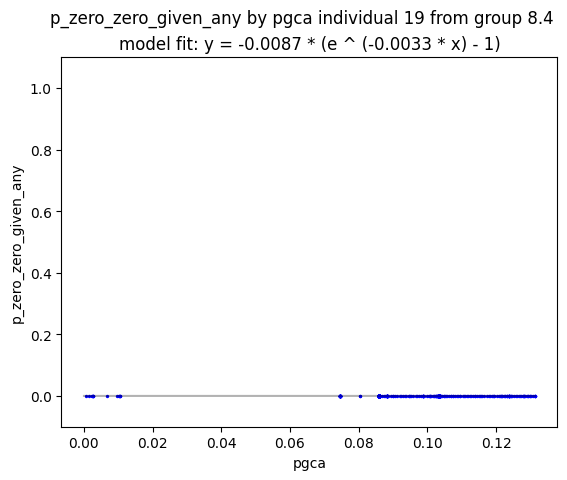 p_zero_zero_given_any by pgca individual 19 from group 8.4
model fit: y = -0.0087 * (e ^ (-0.0033 * x) - 1)
1.0
0.8
0.6
0.4
0.2
0.0
p_zero_zero_given_any
0.00 0.02 0.04 0.06 0.08 0.10 0.12
pgca